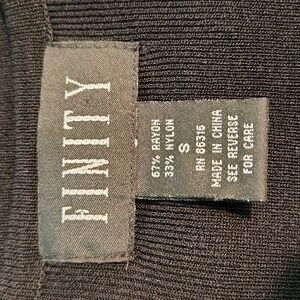 FINITY
67% RAYON
33% NYLON
S
RN 86316
MADE IN CHINA
SEE REVERSE
FOR CARE